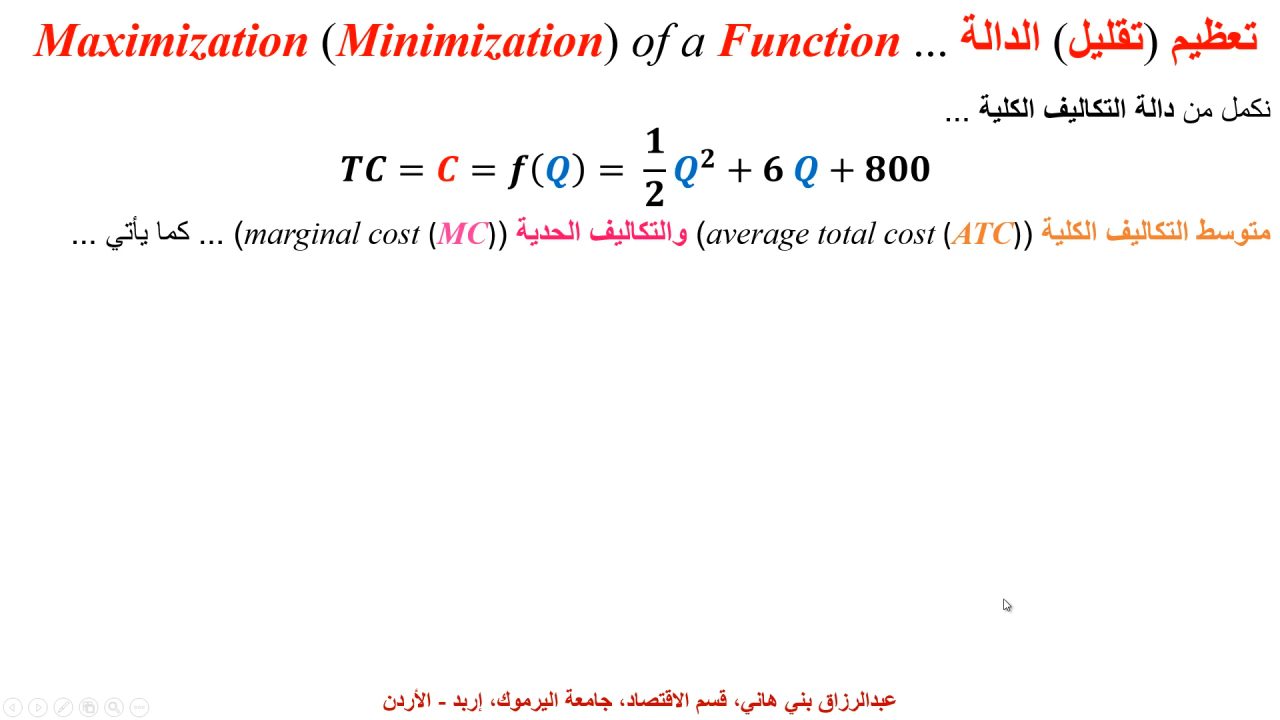 تعظيم (تقليل) الدالة ... Maximization (Minimization) of a Function
نكمل من دالة التكاليف الكلية ...
TC = C = f(Q) = 1/2 Q² + 6 Q + 800
متوسط التكاليف الكلية (average total cost (ATC)) والتكاليف الحدية (marginal cost (MC)) ... كما يأتي ...
عبدالرزاق بني هاني، قسم الاقتصاد، جامعة اليرموك، إربد - الأردن